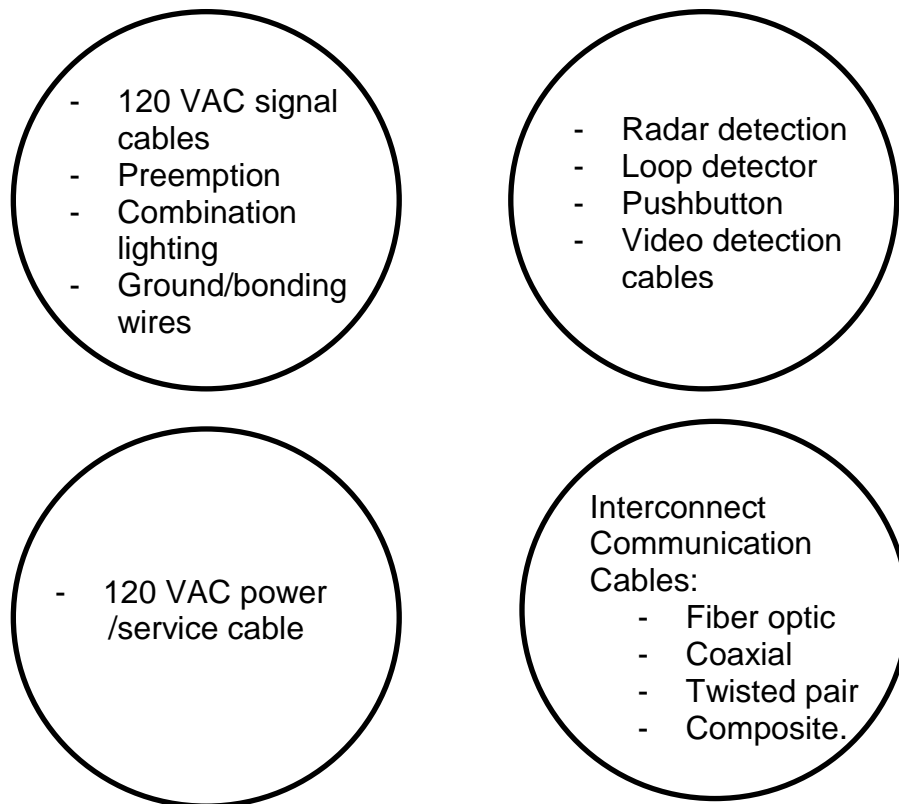 - 120 VAC signal
cables
- Preemption
- Combination
lighting
- Ground/bonding
wires
- Radar detection
- Loop detector
- Pushbutton
- Video detection
cables
- 120 VAC power
/service cable
Interconnect
Communication
Cables:
- Fiber optic
- Coaxial
- Twisted pair
- Composite.